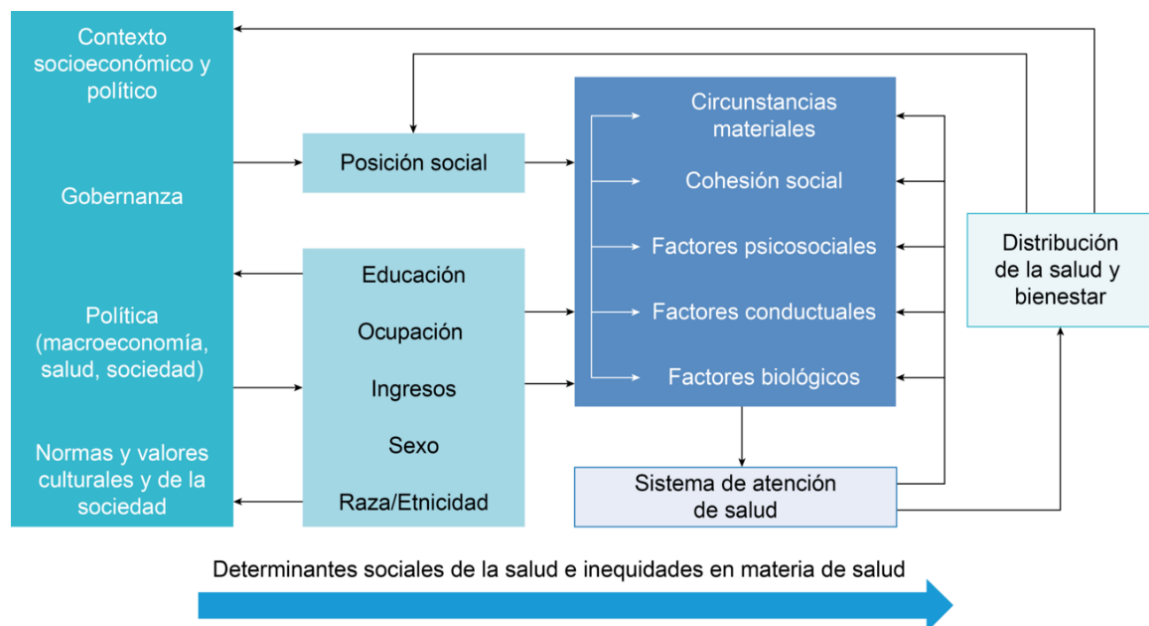 Contexto
socioeconómico y
político
Gobernanza
Política
(macroeconomía,
salud, sociedad)
Normas y valores
culturales y de la
sociedad
Posición social
Educación
Ocupación
Ingresos
Sexo
Raza/Etnicidad
Circunstancias
materiales
Cohesión social
Factores psicosociales
Factores conductuales
Factores biológicos
Sistema de atención
de salud
Distribución
de la salud y
bienestar
Determinantes sociales de la salud e inequidades en materia de salud